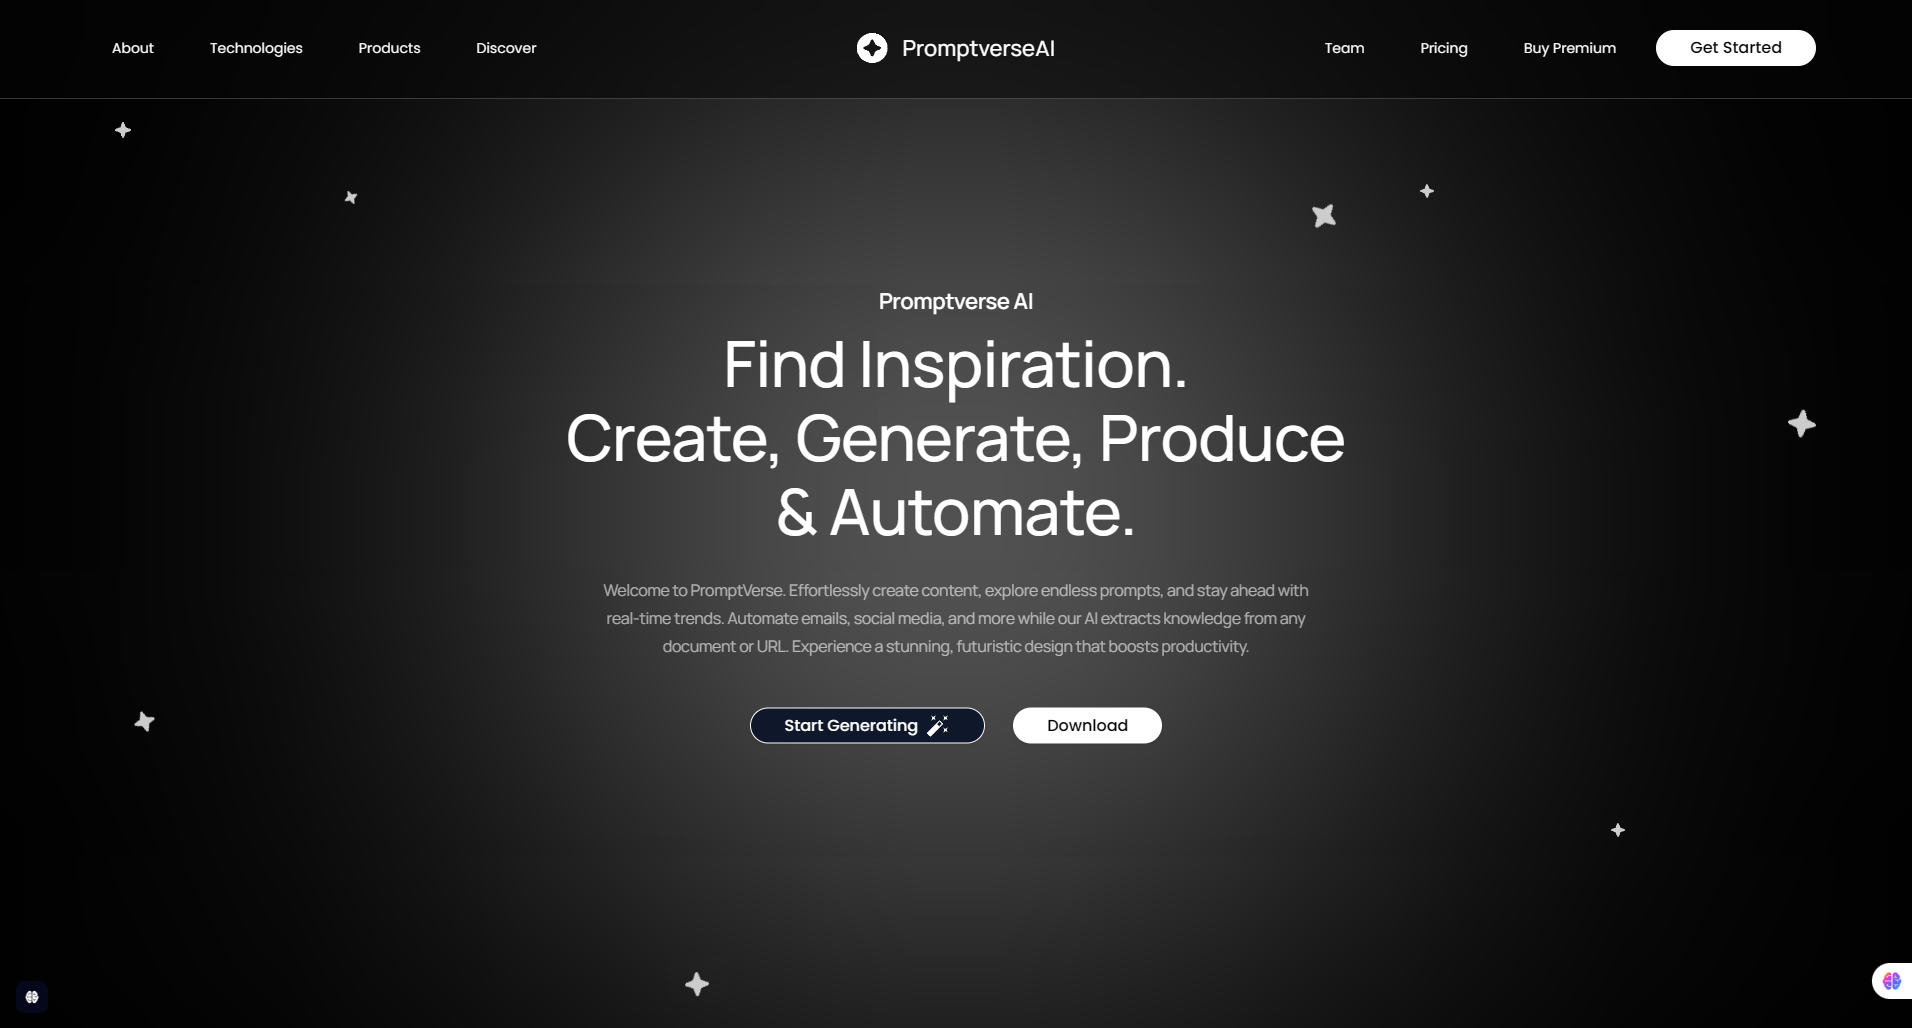 About
Technologies
Products
Discover
PromptverseAI
Team
Pricing
Buy Premium
Get Started
Promptverse AI
Find Inspiration.
Create, Generate, Produce
& Automate.
Welcome to PromptVerse. Effortlessly create content, explore endless prompts, and stay ahead with
real-time trends. Automate emails, social media, and more while our AI extracts knowledge from any
document or URL. Experience a stunning, futuristic design that boosts productivity.
Start Generating
Download